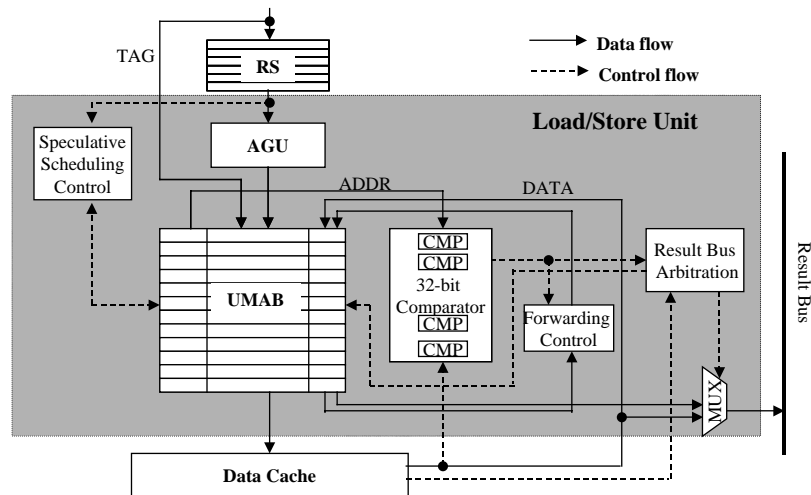 TAG
RS
Data flow
Control flow
Load/Store Unit
Speculative
Scheduling
Control
AGU
ADDR
DATA
UMAB
CMP
CMP
32-bit
Comparator
CMP
CMP
Forwarding
Control
Result Bus
Arbitration
MUX
Result Bus
Data Cache